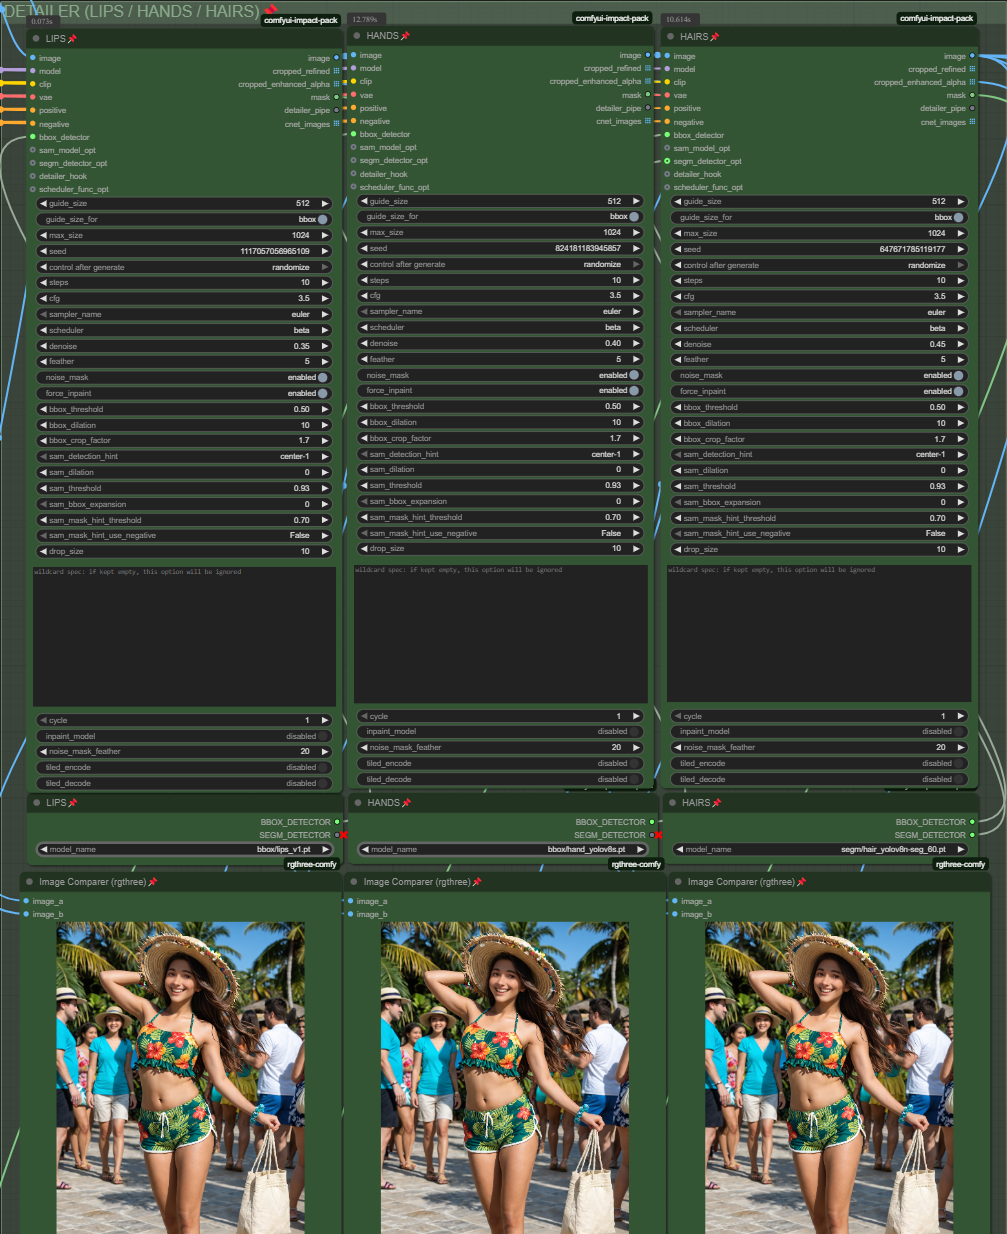 DETAILER (LIPS / HANDS / HAIRS)
0.073s
comfyui-impact-pack
LIPS
image
image
model
cropped_refined
clip
cropped_enhanced_alpha
vae
mask
positive
detailer_pipe
negative
cnet_images
bbox_detector
sam_model_opt
segm_detector_opt
detailer_hook
scheduler_func_opt
guide_size 512
guide_size_for bbox
max_size 1024
seed 1117057056965109
control after generate randomize
steps 10
cfg 3.5
sampler_name euler
scheduler beta
denoise 0.35
feather 5
noise_mask enabled
force_inpaint enabled
bbox_threshold 0.50
bbox_dilation 10
bbox_crop_factor 1.7
sam_detection_hint center-1
sam_dilation 0
sam_threshold 0.93
sam_bbox_expansion 0
sam_mask_hint_threshold 0.70
sam_mask_hint_use_negative False
drop_size 10
wildcard spec: if kept empty, this option will be ignored
cycle 1
inpaint_model disabled
noise_mask_feather 20
tiled_encode disabled
tiled_decode disabled
12.789s
comfyui-impact-pack
HANDS
image
image
model
cropped_refined
clip
cropped_enhanced_alpha
vae
mask
positive
detailer_pipe
negative
cnet_images
bbox_detector
sam_model_opt
segm_detector_opt
detailer_hook
scheduler_func_opt
guide_size 512
guide_size_for bbox
max_size 1024
seed 824181183945857
control after generate randomize
steps 10
cfg 3.5
sampler_name euler
scheduler beta
denoise 0.40
feather 5
noise_mask enabled
force_inpaint enabled
bbox_threshold 0.50
bbox_dilation 10
bbox_crop_factor 1.7
sam_detection_hint center-1
sam_dilation 0
sam_threshold 0.93
sam_bbox_expansion 0
sam_mask_hint_threshold 0.70
sam_mask_hint_use_negative False
drop_size 10
wildcard spec: if kept empty, this option will be ignored
cycle 1
inpaint_model disabled
noise_mask_feather 20
tiled_encode disabled
tiled_decode disabled
10.614s
comfyui-impact-pack
HAIRS
image
image
model
cropped_refined
clip
cropped_enhanced_alpha
vae
mask
positive
detailer_pipe
negative
cnet_images
bbox_detector
sam_model_opt
segm_detector_opt
detailer_hook
scheduler_func_opt
guide_size 512
guide_size_for bbox
max_size 1024
seed 647671785119177
control after generate randomize
steps 10
cfg 3.5
sampler_name euler
scheduler beta
denoise 0.45
feather 5
noise_mask enabled
force_inpaint enabled
bbox_threshold 0.50
bbox_dilation 10
bbox_crop_factor 1.7
sam_detection_hint center-1
sam_dilation 0
sam_threshold 0.93
sam_bbox_expansion 0
sam_mask_hint_threshold 0.70
sam_mask_hint_use_negative False
drop_size 10
wildcard spec: if kept empty, this option will be ignored
cycle 1
inpaint_model disabled
noise_mask_feather 20
tiled_encode disabled
tiled_decode disabled
LIPS
BBOX_DETECTOR
SEGM_DETECTOR
model_name bbox/lips_v1.pt
HANDS
BBOX_DETECTOR
SEGM_DETECTOR
model_name bbox/hand_yolov8s.pt
HAIRS
BBOX_DETECTOR
SEGM_DETECTOR
model_name segm/hair_yolov8n-seg_60.pt
rgthree-comfy
Image Comparer (rgthree)
image_a
image_b
rgthree-comfy
Image Comparer (rgthree)
image_a
image_b
rgthree-comfy
Image Comparer (rgthree)
image_a
image_b